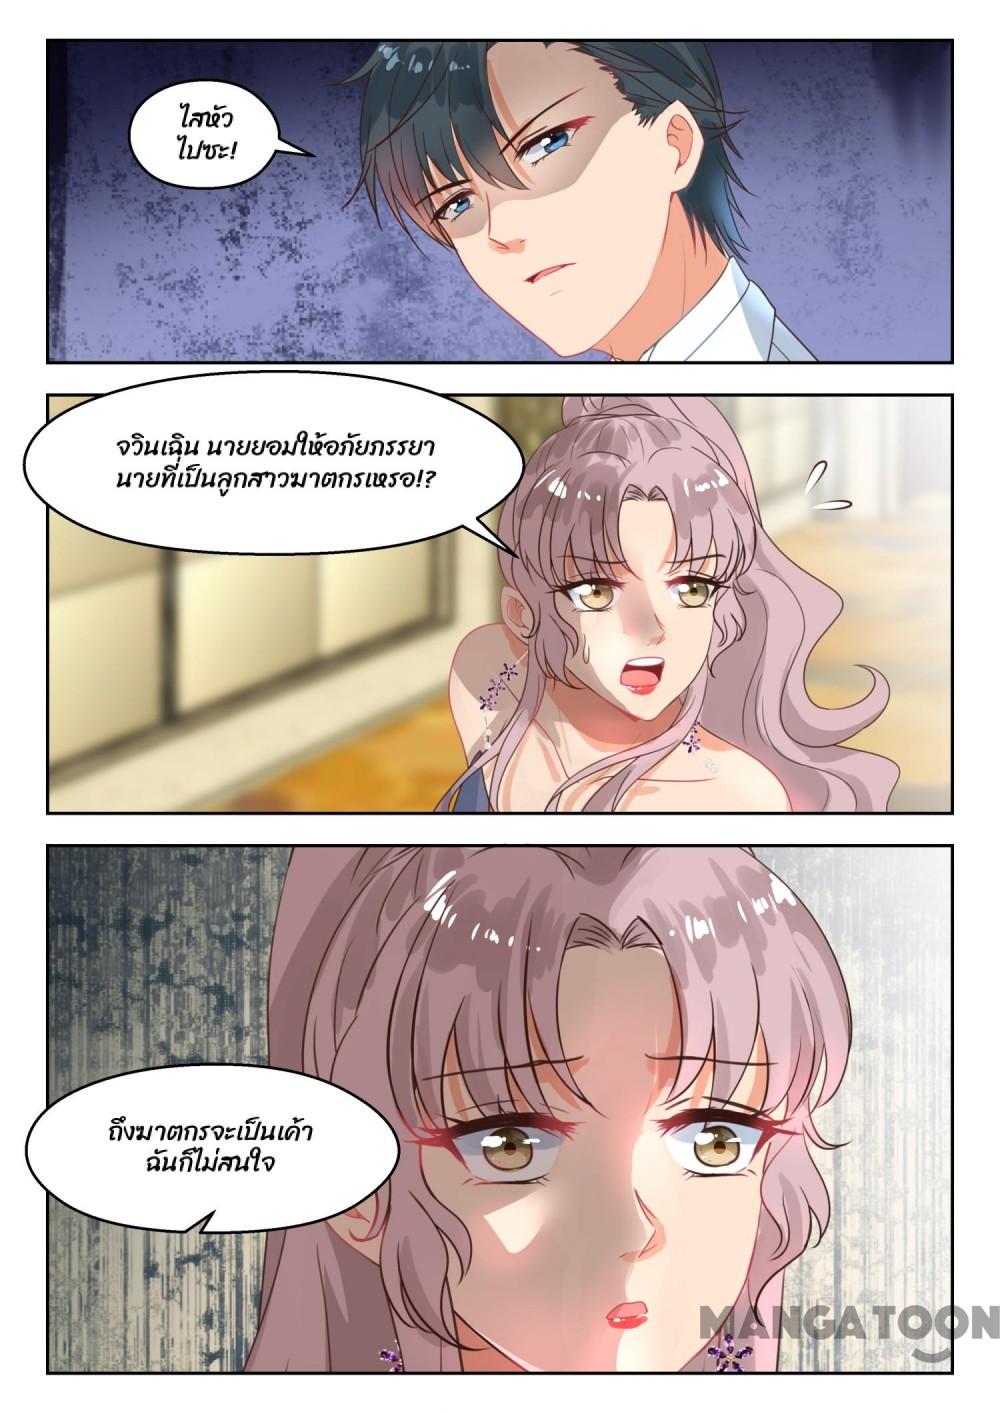 ไสหัว
ไปซะ!
จวินเฉิน นายยอมให้อภัยภรรยา
นายที่เป็นลูกสาวฆาตกรเหรอ!?
ถึงฆาตกรจะเป็นเค้า
ฉันก็ไม่สนใจ
MANGATOON